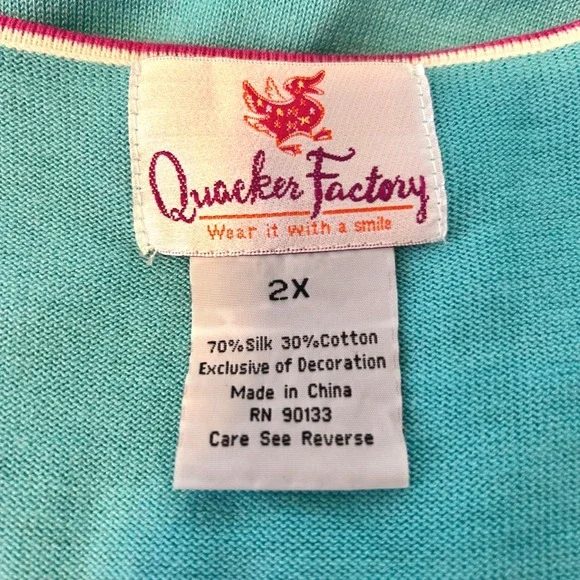 Quacker Factory
Wear it with a smile
2X
70%Silk 30%Cotton
Exclusive of Decoration
Made in China
RN 90133
Care See Reverse